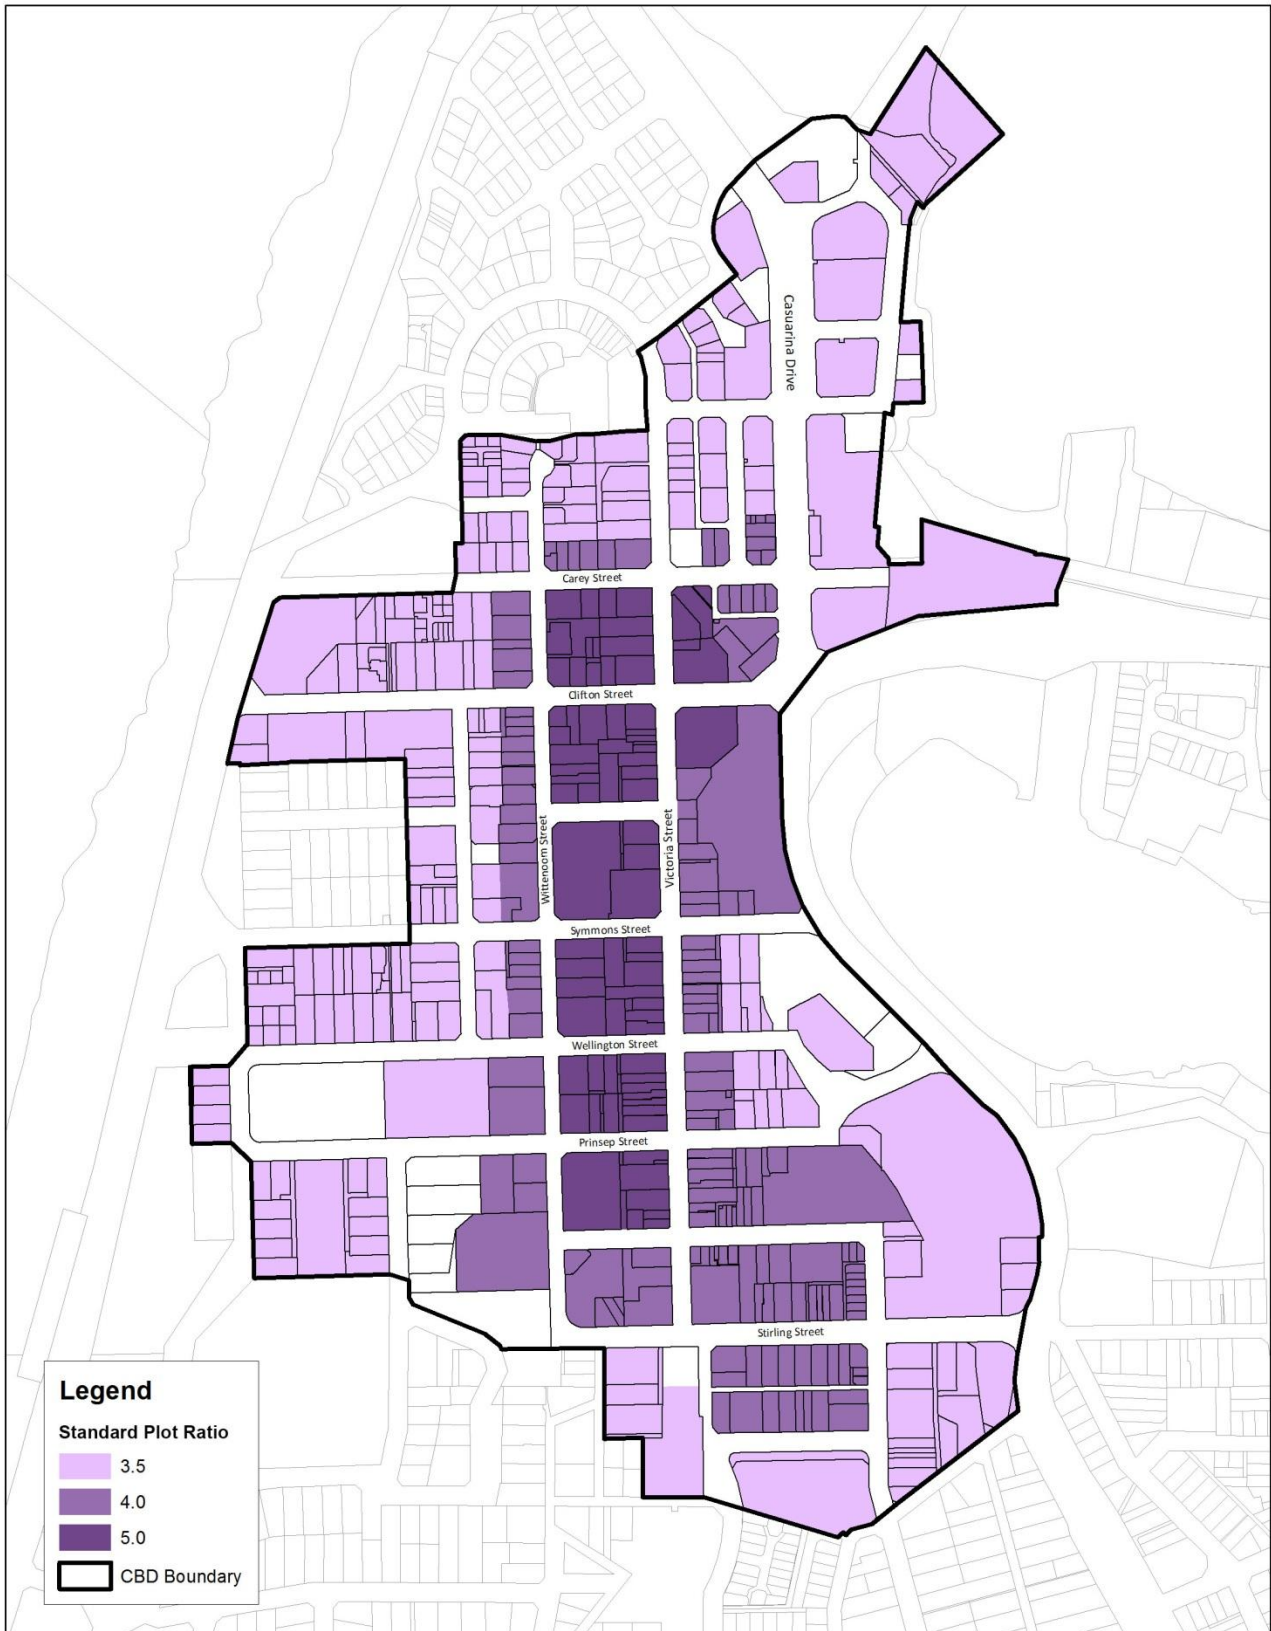 Casuarina Drive
Carey Street
Clifton Street
Wittenoom Street
Victoria Street
Symmons Street
Wellington Street
Prinsep Street
Stirling Street
Legend
Standard Plot Ratio
3.5
4.0
5.0
CBD Boundary